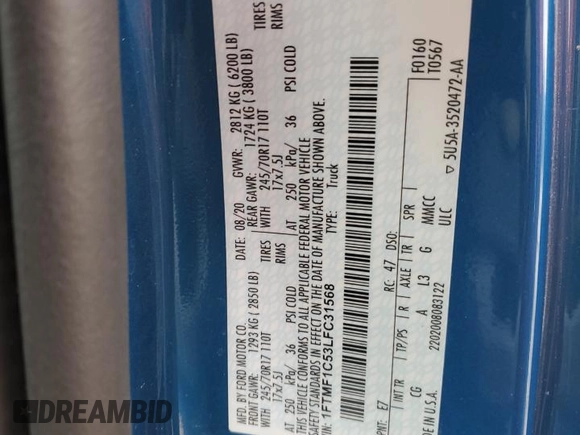 MFD. BY FORD MOTOR CO.
DATE: 08/20 GVWR: 2812 KG ( 6200 LB)
FRONT GAWR: 1293 KG ( 2850 LB) REAR GAWR: 1724 KG ( 3800 LB)
245/70R17 110T TIRES WITH 245/70R17 110T TIRES
17x7.5J RIMS 17x7.5J RIMS
AT 250 kPa/ 36 PSI COLD AT 250 kPa/ 36 PSI COLD
THIS VEHICLE CONFORMS TO ALL APPLICABLE FEDERAL MOTOR VEHICLE
SAFETY STANDARDS IN EFFECT ON THE DATE OF MANUFACTURE SHOWN ABOVE.
VIN: 1FTMF1C53LFC31568 TYPE: Truck
F0160
T0567
PNT: E7 RC: 47 DSO:
INT TR TP/PS R AXLE TR SPR
CG A L3 G MMCC
ULC
2202008083122
DE IN U.S.A. ▽ 5U5A-3520472-AA
DREAMBID